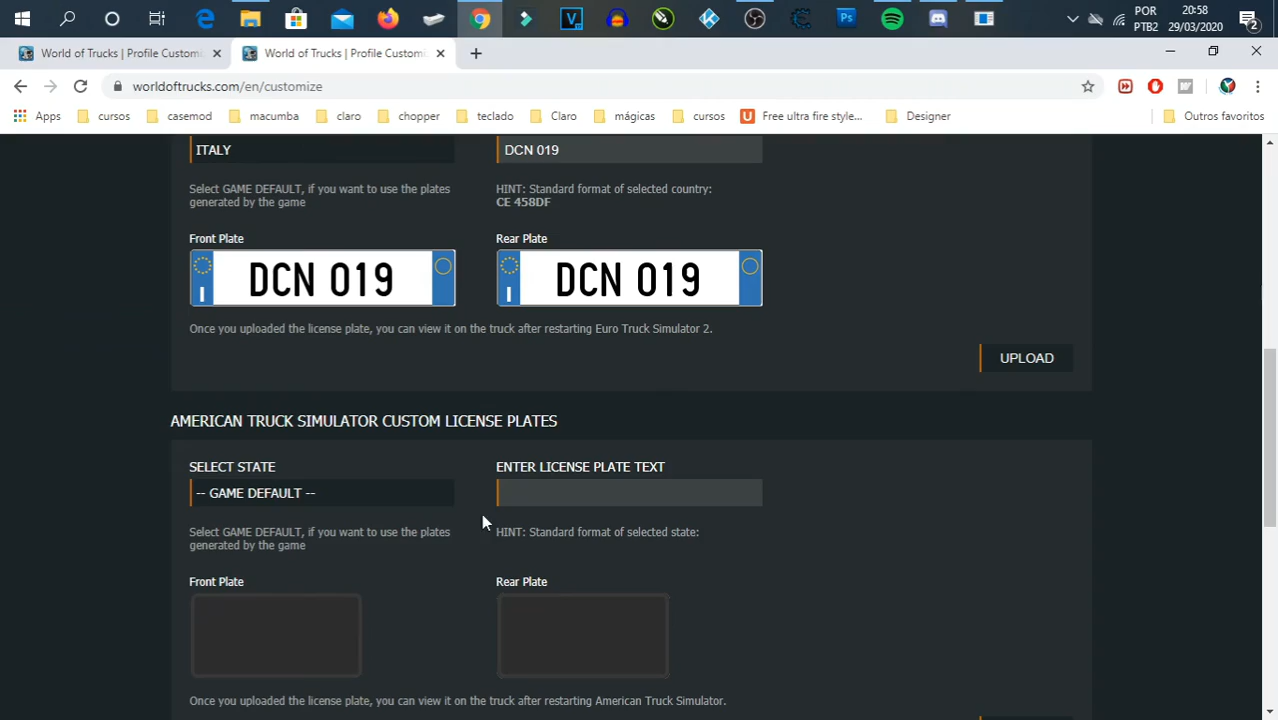 POR
20:58
PTB2
29/03/2020
2
World of Trucks | Profile Custom
World of Trucks | Profile Custom
worldoftrucks.com/en/customize
Apps cursos casemod macumba claro chopper teclado Claro mágicas cursos Free ultra fire style... Designer Outros favoritos
ITALY
DCN 019
Select GAME DEFAULT, if you want to use the plates
generated by the game
HINT: Standard format of selected country:
CE 458DF
Front Plate
Rear Plate
I DCN 019
I DCN 019
Once you uploaded the license plate, you can view it on the truck after restarting Euro Truck Simulator 2.
UPLOAD
AMERICAN TRUCK SIMULATOR CUSTOM LICENSE PLATES
SELECT STATE
ENTER LICENSE PLATE TEXT
-- GAME DEFAULT --
Select GAME DEFAULT, if you want to use the plates
generated by the game
HINT: Standard format of selected state:
Front Plate
Rear Plate
Once you uploaded the license plate, you can view it on the truck after restarting American Truck Simulator.